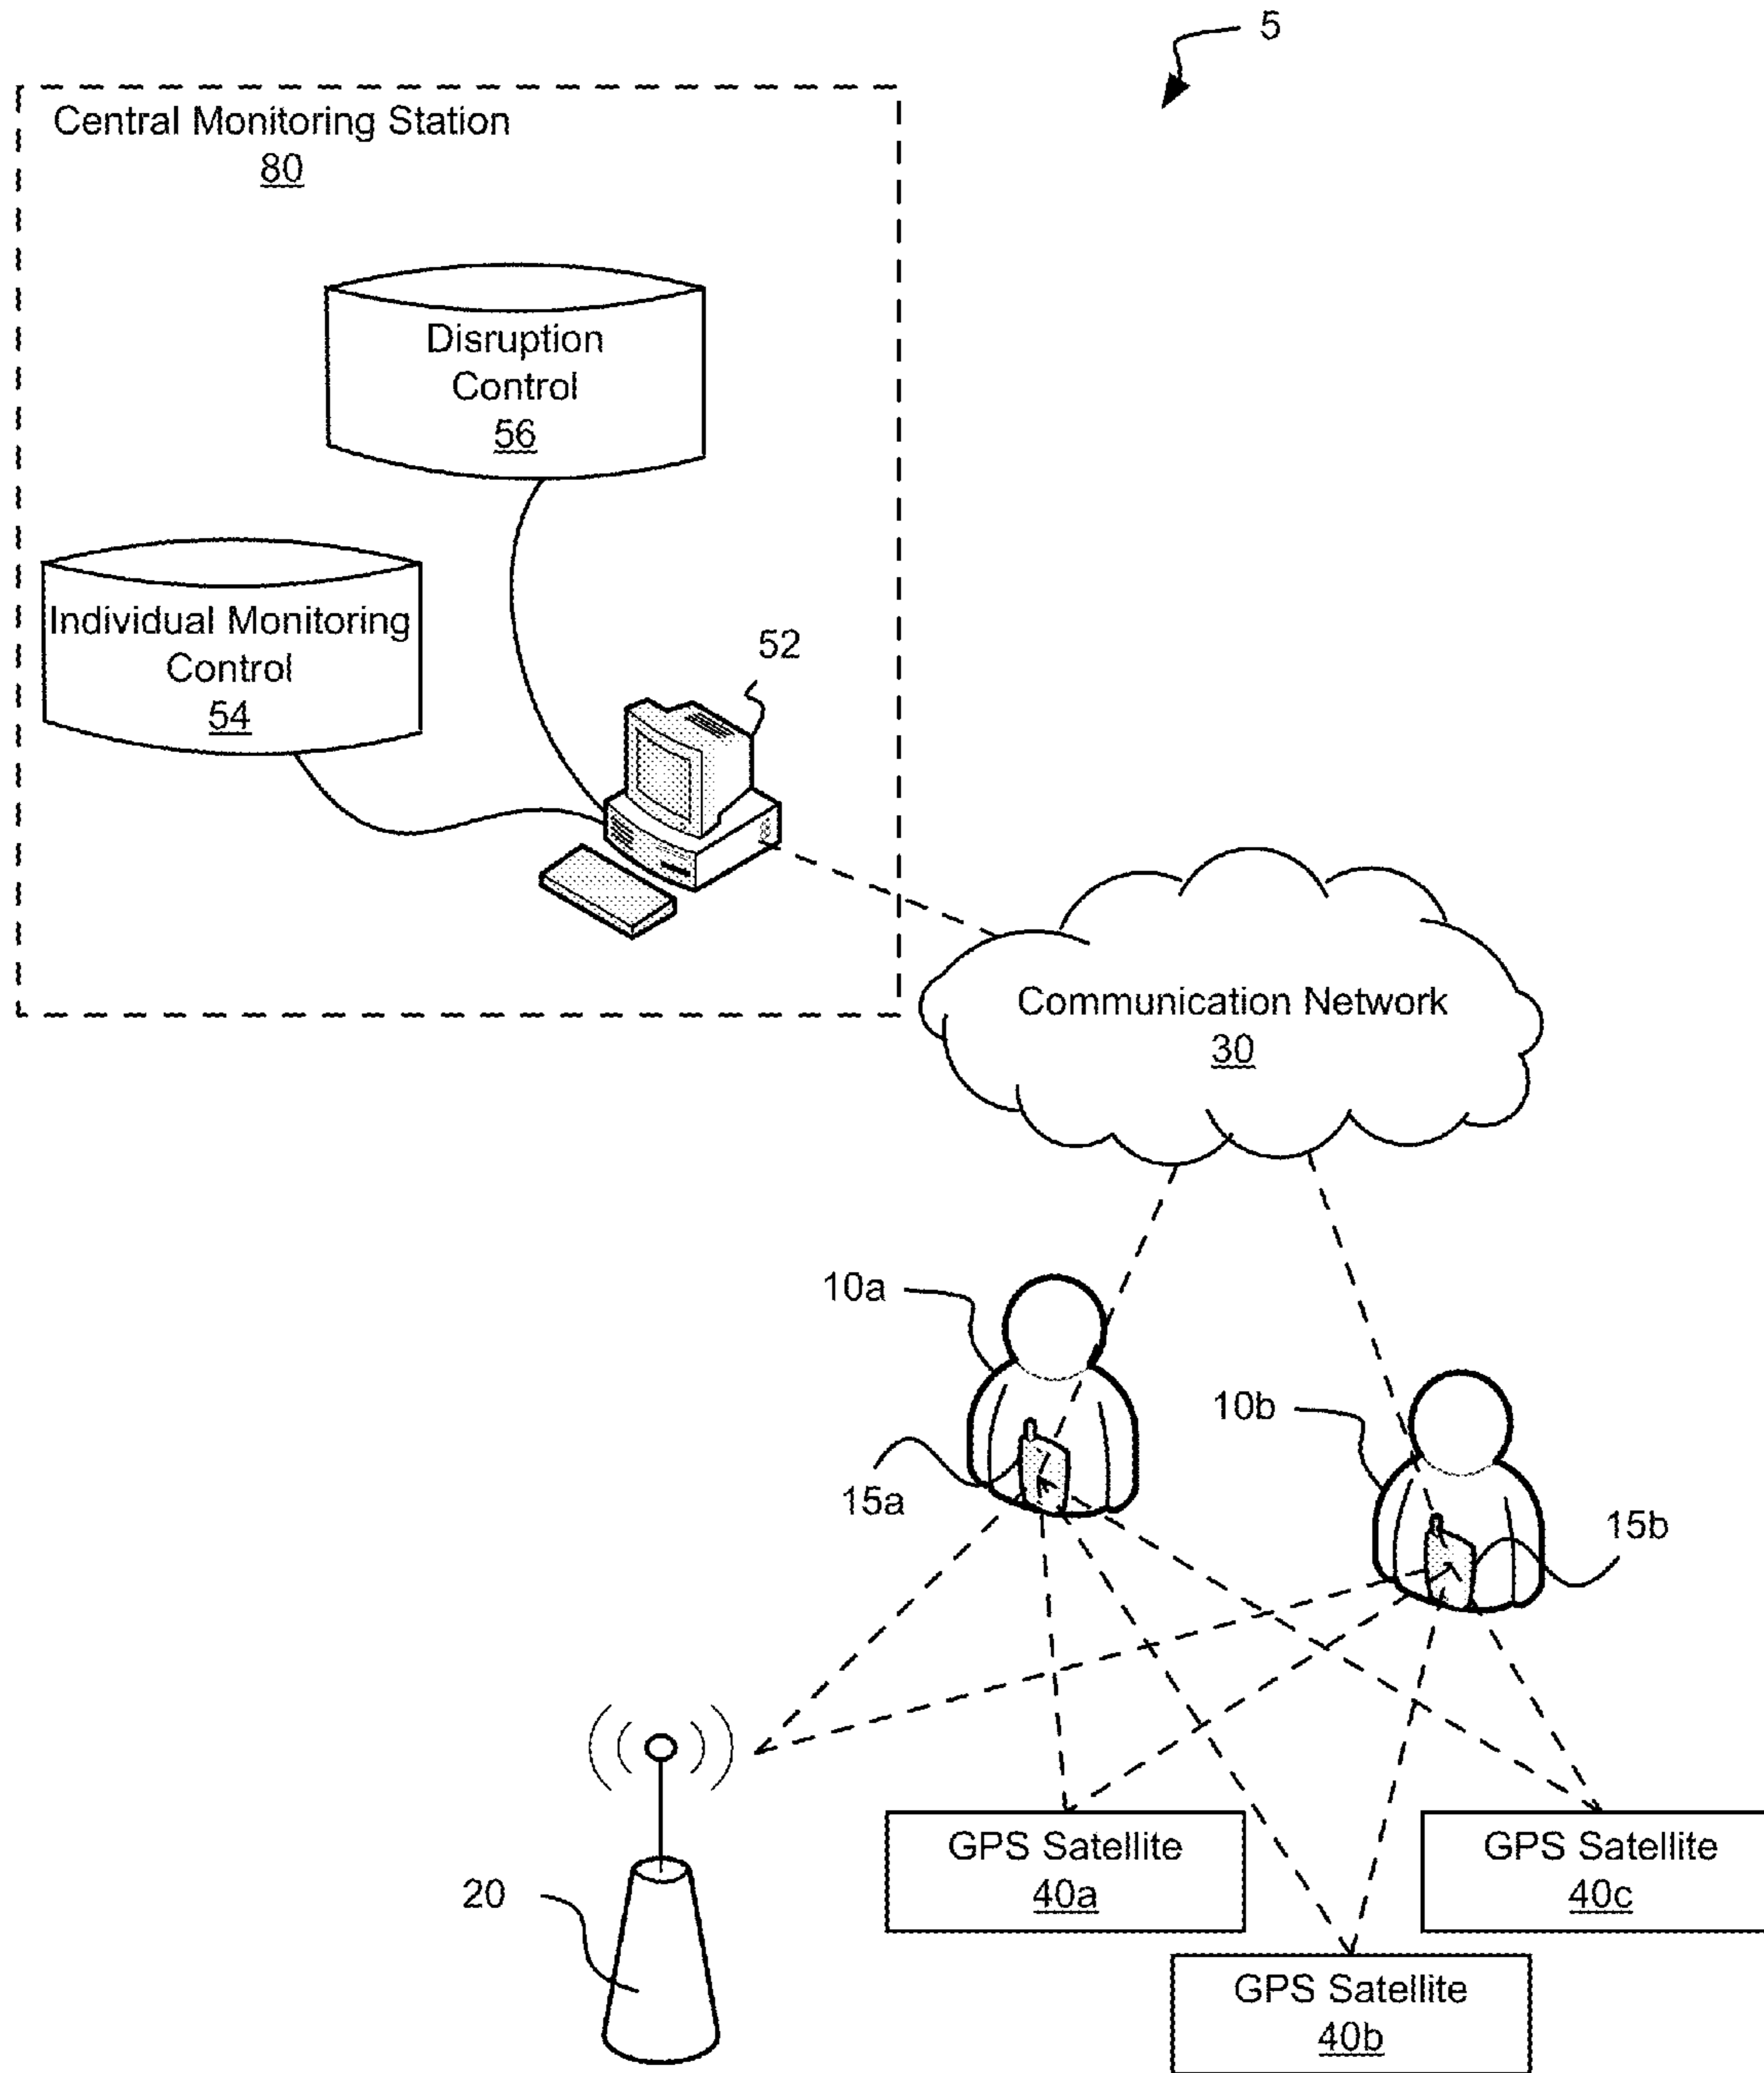 5
Central Monitoring Station
80
Disruption
Control
56
Individual Monitoring
Control
54
52
Communication Network
30
10a
10b
15a
15b
20
GPS Satellite
40a
GPS Satellite
40c
GPS Satellite
40b